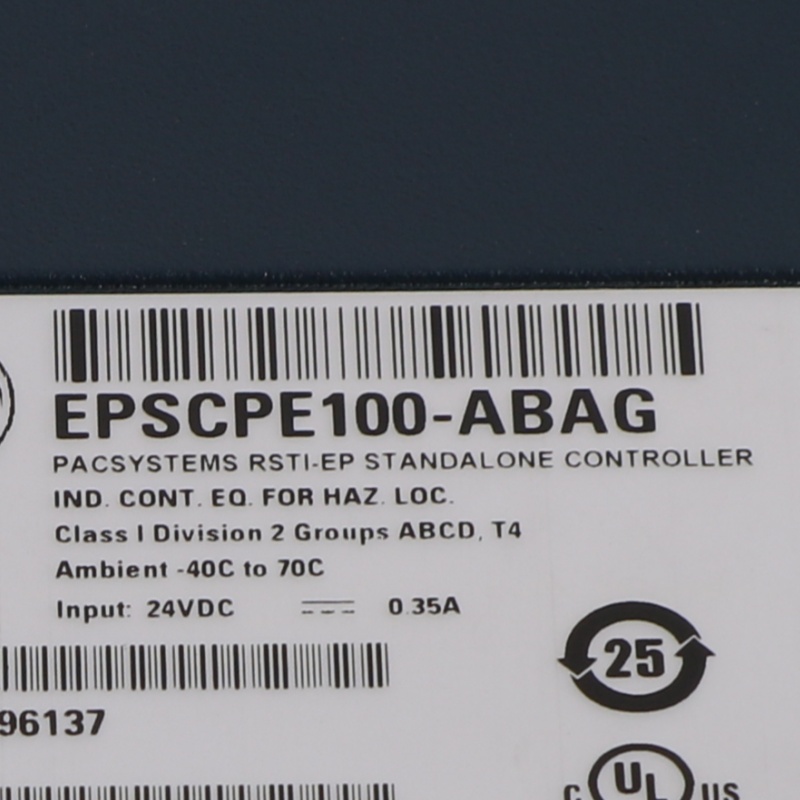 EPSCPE100-ABAG
PACSYSTEMS RSTI-EP STANDALONE CONTROLLER
IND. CONT. EQ. FOR HAZ. LOC.
Class I Division 2 Groups ABCD, T4
Ambient -40C to 70C
Input: 24VDC 0.35A
25
96137
C UL US